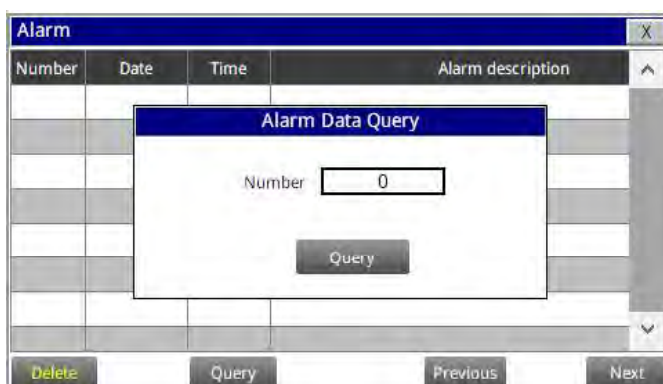 Alarm X
Number Date Time Alarm description
Alarm Data Query
Number 0
Query
Delete Query Previous Next